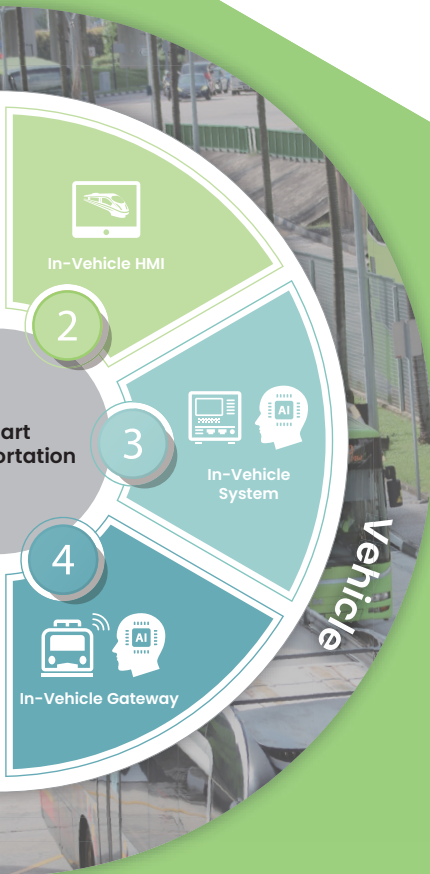 In-Vehicle HMI
2
3
AI
In-Vehicle
System
art
ortation
4
AI
In-Vehicle Gateway
Vehicle